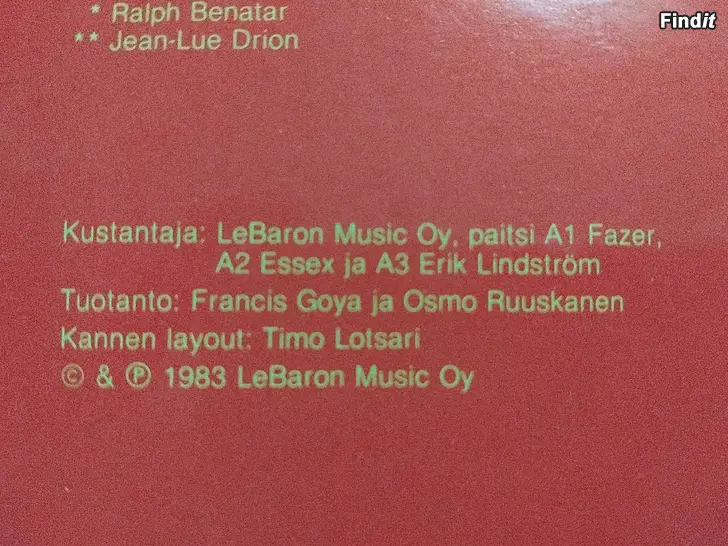 * Ralph Benatar
** Jean-Lue Drion
Findit
Kustantaja: LeBaron Music Oy, paitsi A1 Fazer,
A2 Essex ja A3 Erik Lindström
Tuotanto: Francis Goya ja Osmo Ruuskanen
Kannen layout: Timo Lotsari
© & ℗ 1983 LeBaron Music Oy